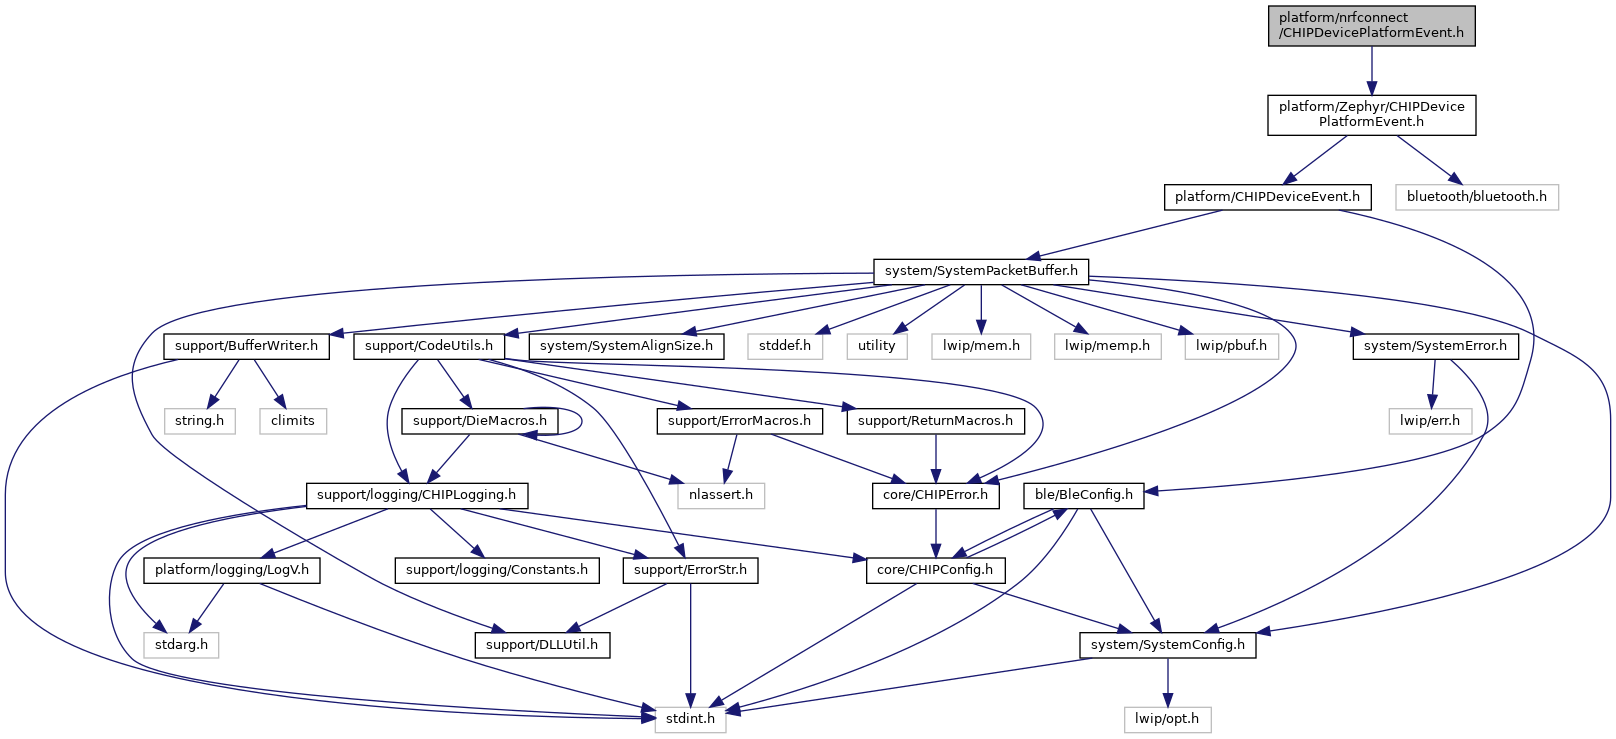 platform/nrfconnect
/CHIPDevicePlatformEvent.h
platform/Zephyr/CHIPDevice
PlatformEvent.h
platform/CHIPDeviceEvent.h
bluetooth/bluetooth.h
system/SystemPacketBuffer.h
support/BufferWriter.h
support/CodeUtils.h
system/SystemAlignSize.h
stddef.h
utility
lwip/mem.h
lwip/memp.h
lwip/pbuf.h
system/SystemError.h
string.h
climits
support/DieMacros.h
support/ErrorMacros.h
support/ReturnMacros.h
lwip/err.h
support/logging/CHIPLogging.h
nlassert.h
core/CHIPError.h
ble/BleConfig.h
platform/logging/LogV.h
support/logging/Constants.h
support/ErrorStr.h
core/CHIPConfig.h
stdarg.h
support/DLLUtil.h
system/SystemConfig.h
stdint.h
lwip/opt.h